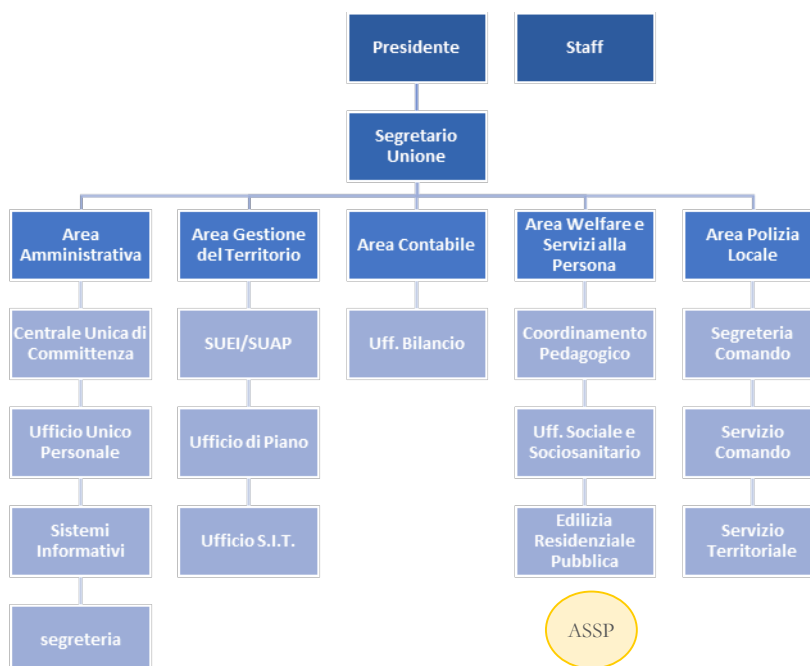 Presidente
Staff
Segretario
Unione
Area
Amministrativa
Area Gestione
del Territorio
Area Contabile
Area Welfare e
Servizi alla
Persona
Area Polizia
Locale
Centrale Unica di
Committenza
SUEI/SUAP
Uff. Bilancio
Coordinamento
Pedagogico
Segreteria
Comando
Ufficio Unico
Personale
Ufficio di Piano
Uff. Sociale e
Sociosanitario
Servizio
Comando
Sistemi
Informativi
Ufficio S.I.T.
Edilizia
Residenziale
Pubblica
Servizio
Territoriale
segreteria
ASSP